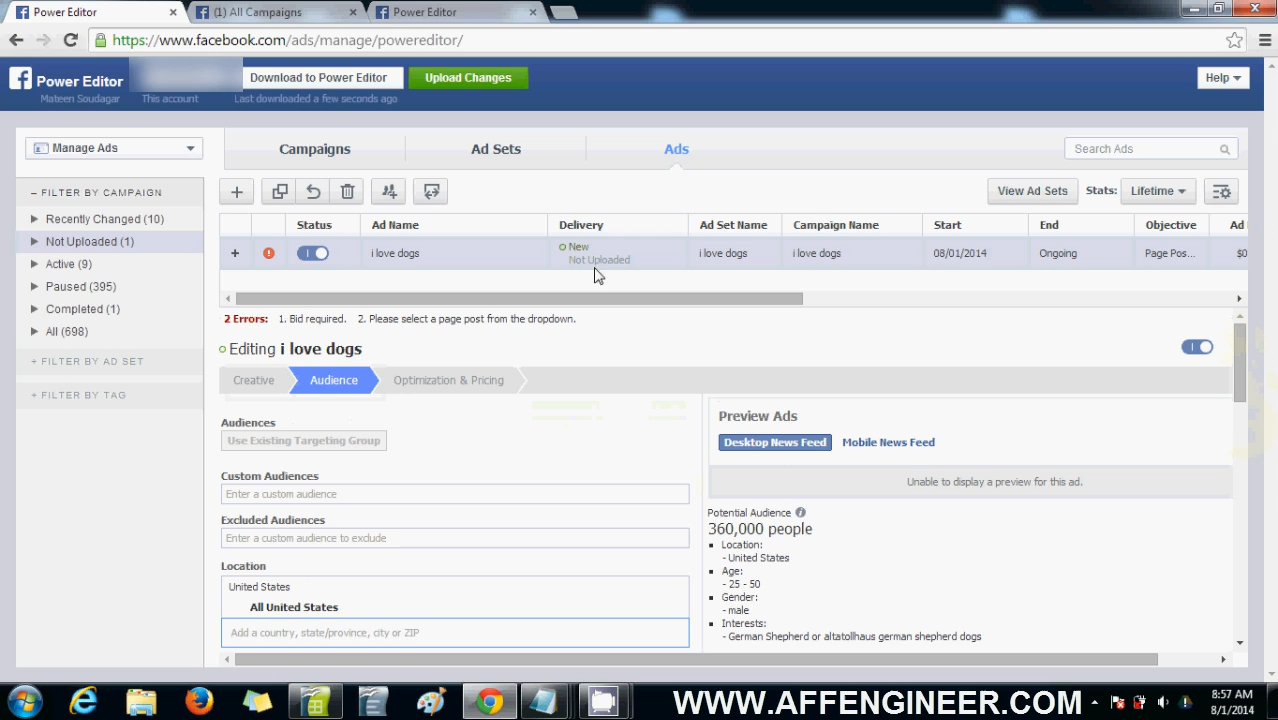 Power Editor
(1) All Campaigns
Power Editor
https://www.facebook.com/ads/manage/powereditor/
Power Editor
Download to Power Editor
Upload Changes
Help
Mateen Soudagar
This account
Last downloaded a few seconds ago
Manage Ads
Campaigns
Ad Sets
Ads
Search Ads
– FILTER BY CAMPAIGN
Recently Changed (10)
Not Uploaded (1)
Active (9)
Paused (395)
Completed (1)
All (698)
+ FILTER BY AD SET
+ FILTER BY TAG
View Ad Sets
Stats:
Lifetime
Status
Ad Name
Delivery
Ad Set Name
Campaign Name
Start
End
Objective
Ad
i love dogs
New
Not Uploaded
i love dogs
i love dogs
08/01/2014
Ongoing
Page Pos...
$0
2 Errors: 1. Bid required. 2. Please select a page post from the dropdown.
Editing i love dogs
Creative
Audience
Optimization & Pricing
Audiences
Use Existing Targeting Group
Custom Audiences
Enter a custom audience
Excluded Audiences
Enter a custom audience to exclude
Location
United States
All United States
Add a country, state/province, city or ZIP
Preview Ads
Desktop News Feed
Mobile News Feed
Unable to display a preview for this ad.
Potential Audience
360,000 people
Location:
- United States
Age:
- 25 - 50
Gender:
- male
Interests:
- German Shepherd or altatollhaus german shepherd dogs
WWW.AFFENGINEER.COM
8:57 AM
8/1/2014